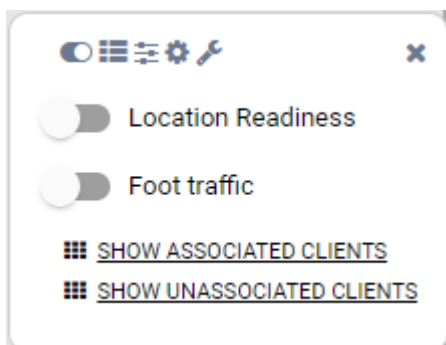 Location Readiness
Foot traffic
SHOW ASSOCIATED CLIENTS
SHOW UNASSOCIATED CLIENTS